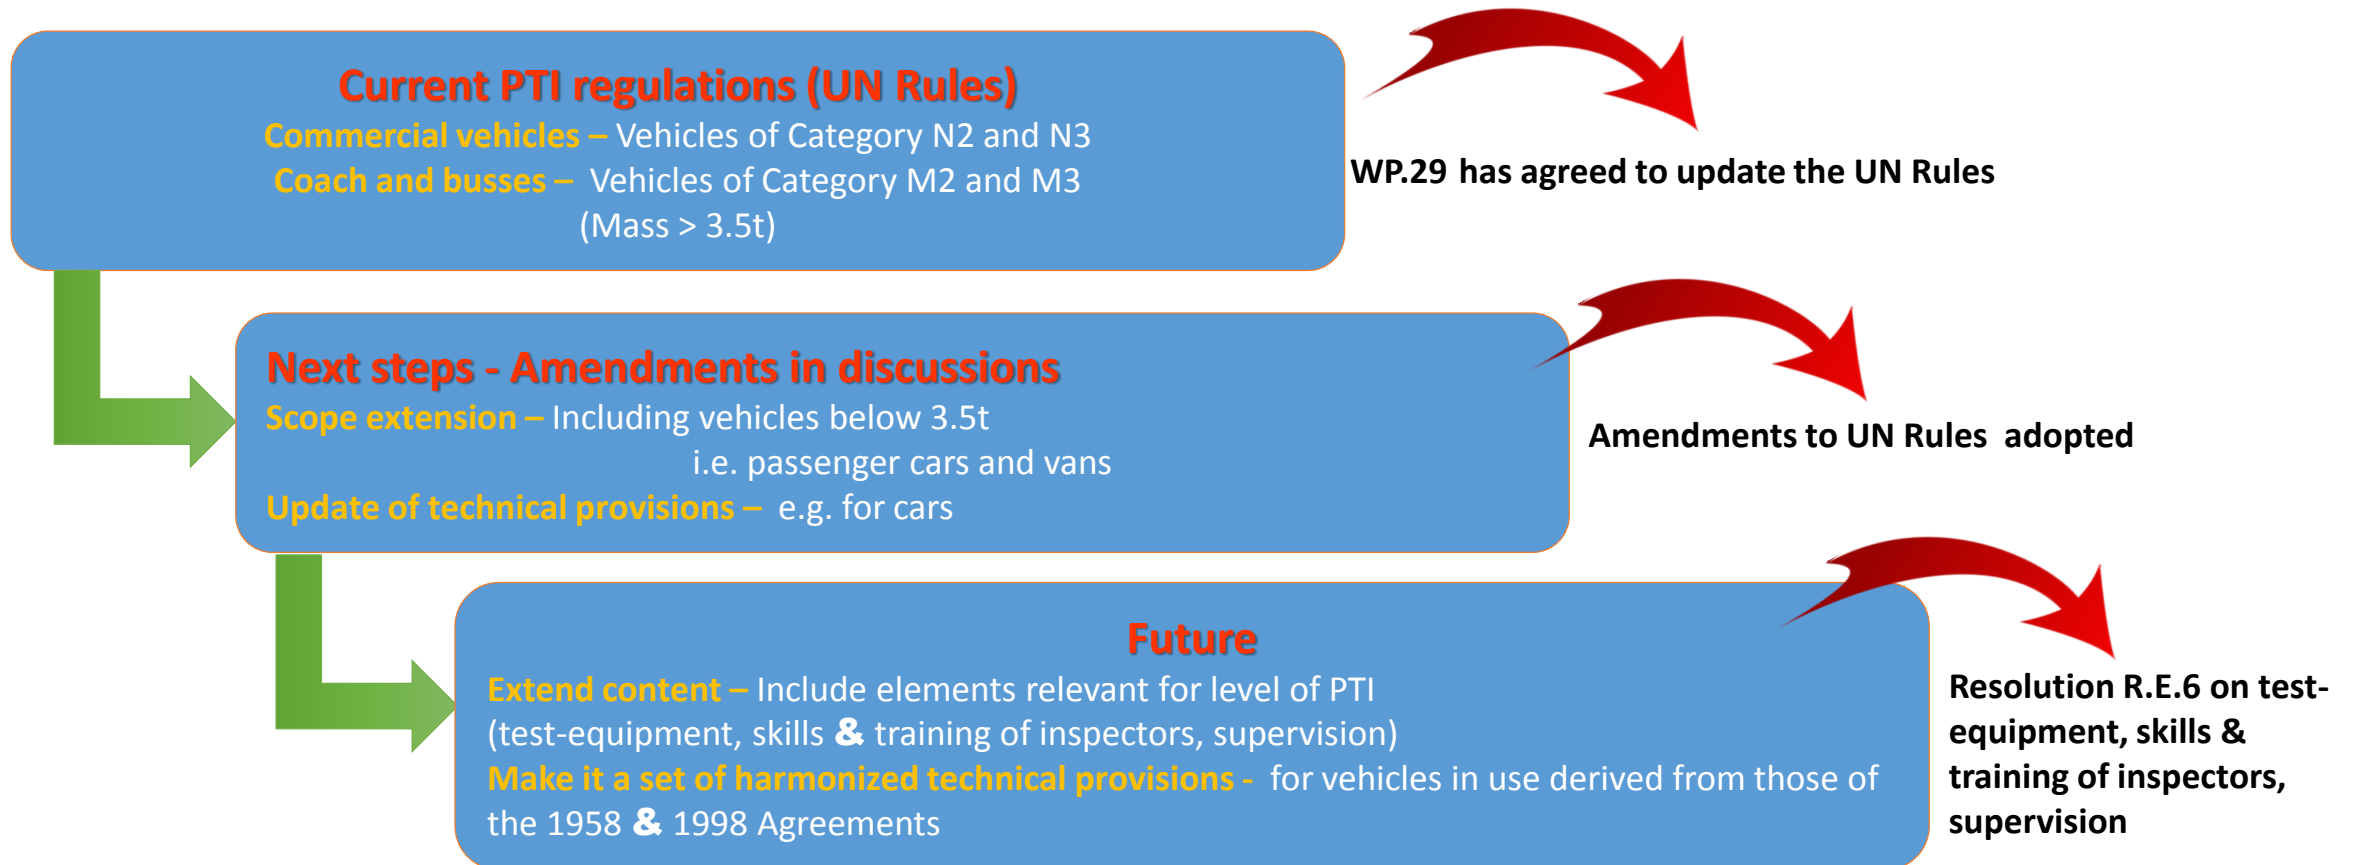 Current PTI regulations (UN Rules)
Commercial vehicles – Vehicles of Category N2 and N3
Coach and busses – Vehicles of Category M2 and M3
(Mass > 3.5t)
WP.29 has agreed to update the UN Rules
Next steps - Amendments in discussions
Scope extension – Including vehicles below 3.5t
i.e. passenger cars and vans
Update of technical provisions – e.g. for cars
Amendments to UN Rules adopted
Future
Extend content – Include elements relevant for level of PTI
(test-equipment, skills & training of inspectors, supervision)
Make it a set of harmonized technical provisions - for vehicles in use derived from those of
the 1958 & 1998 Agreements
Resolution R.E.6 on test-
equipment, skills &
training of inspectors,
supervision